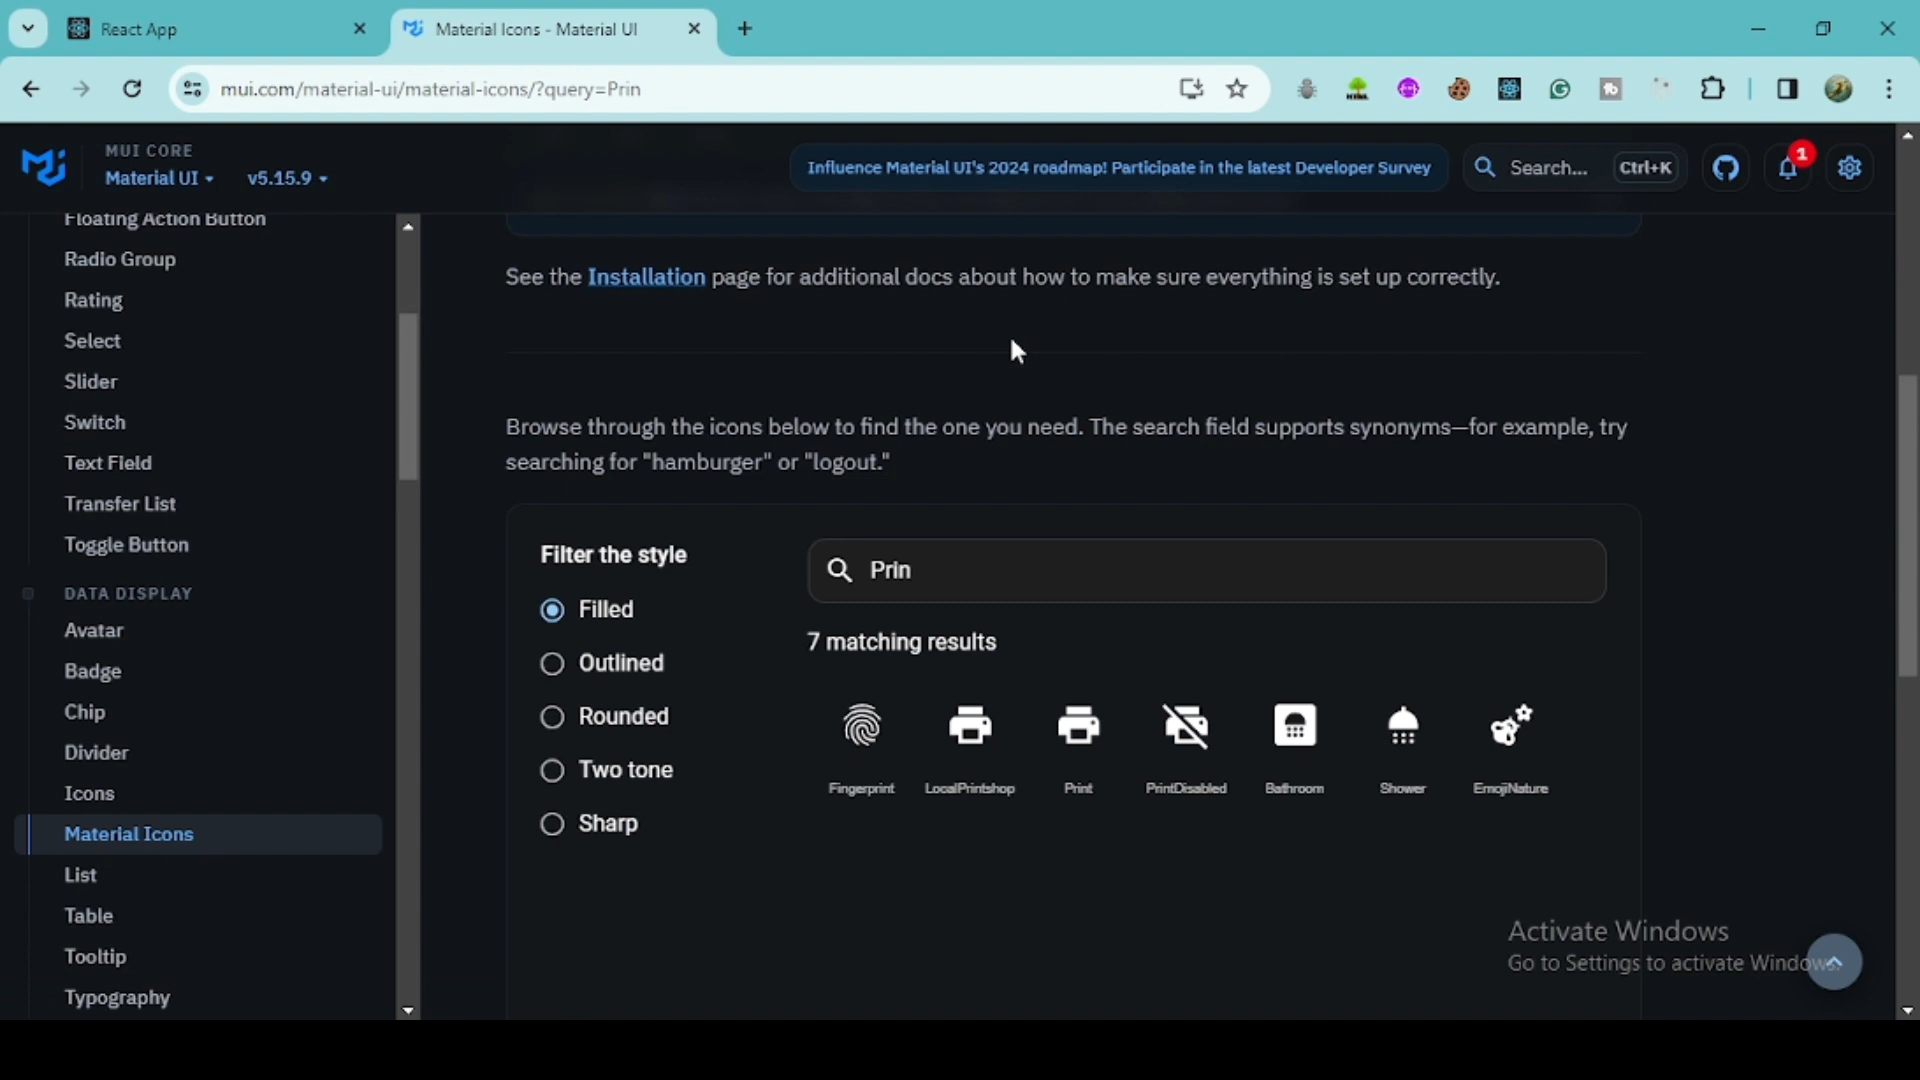 React App
Material Icons - Material UI
mui.com/material-ui/material-icons/?query=Prin
MUI CORE
Material UI
v5.15.9
Influence Material UI's 2024 roadmap! Participate in the latest Developer Survey
Search...
Ctrl+K
1
Floating Action Button
Radio Group
Rating
Select
Slider
Switch
Text Field
Transfer List
Toggle Button
DATA DISPLAY
Avatar
Badge
Chip
Divider
Icons
Material Icons
List
Table
Tooltip
Typography
See the Installation page for additional docs about how to make sure everything is set up correctly.
Browse through the icons below to find the one you need. The search field supports synonyms—for example, try
searching for "hamburger" or "logout."
Filter the style
Filled
Outlined
Rounded
Two tone
Sharp
Prin
7 matching results
Fingerprint
LocalPrintshop
Print
PrintDisabled
Bathroom
Shower
EmojiNature
Activate Windows
Go to Settings to activate Windows.